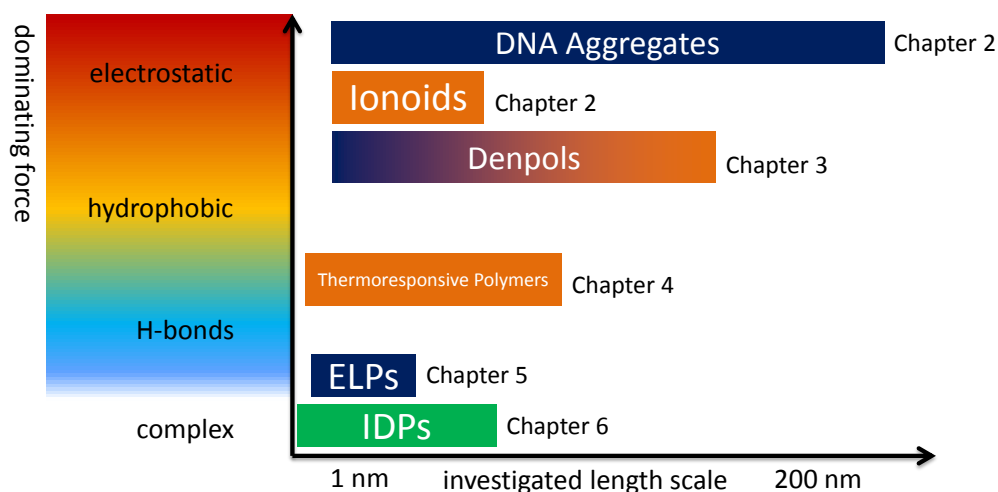 dominating force
electrostatic
hydrophobic
H-bonds
complex
DNA Aggregates
Chapter 2
Ionoids
Chapter 2
Denpols
Chapter 3
Thermoresponsive Polymers
Chapter 4
ELPs
Chapter 5
IDPs
Chapter 6
1 nm
investigated length scale
200 nm